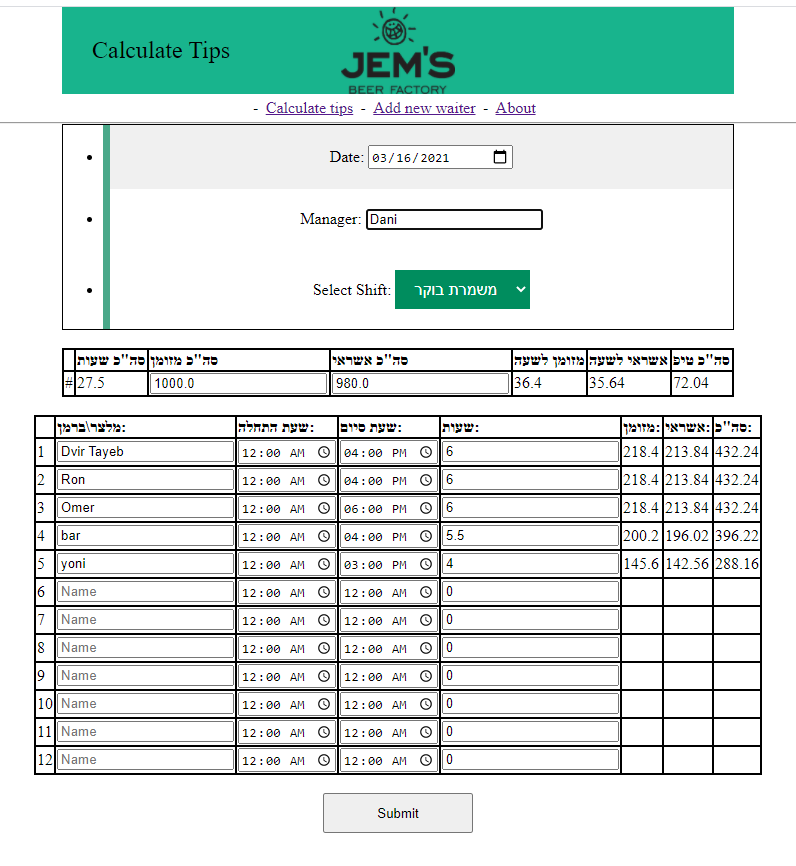 Calculate Tips
JEM'S
BEER FACTORY
- Calculate tips - Add new waiter - About
Date: 03/16/2021
Manager: Dani
Select Shift: משמרת בוקר
סה"כ שעות סה"כ מזומן סה"כ אשראי מזומן לשעה אשראי לשעה סה"כ טיפ
# 27.5 1000.0 980.0 36.4 35.64 72.04
מלצר\ברמן: שעת התחלה: שעת סיום: שעות: מזומן: אשראי: סה"כ:
1 Dvir Tayeb 12:00 AM 04:00 PM 6 218.4 213.84 432.24
2 Ron 12:00 AM 04:00 PM 6 218.4 213.84 432.24
3 Omer 12:00 AM 06:00 PM 6 218.4 213.84 432.24
4 bar 12:00 AM 04:00 PM 5.5 200.2 196.02 396.22
5 yoni 12:00 AM 03:00 PM 4 145.6 142.56 288.16
6 Name 12:00 AM 12:00 AM 0
7 Name 12:00 AM 12:00 AM 0
8 Name 12:00 AM 12:00 AM 0
9 Name 12:00 AM 12:00 AM 0
10 Name 12:00 AM 12:00 AM 0
11 Name 12:00 AM 12:00 AM 0
12 Name 12:00 AM 12:00 AM 0
Submit